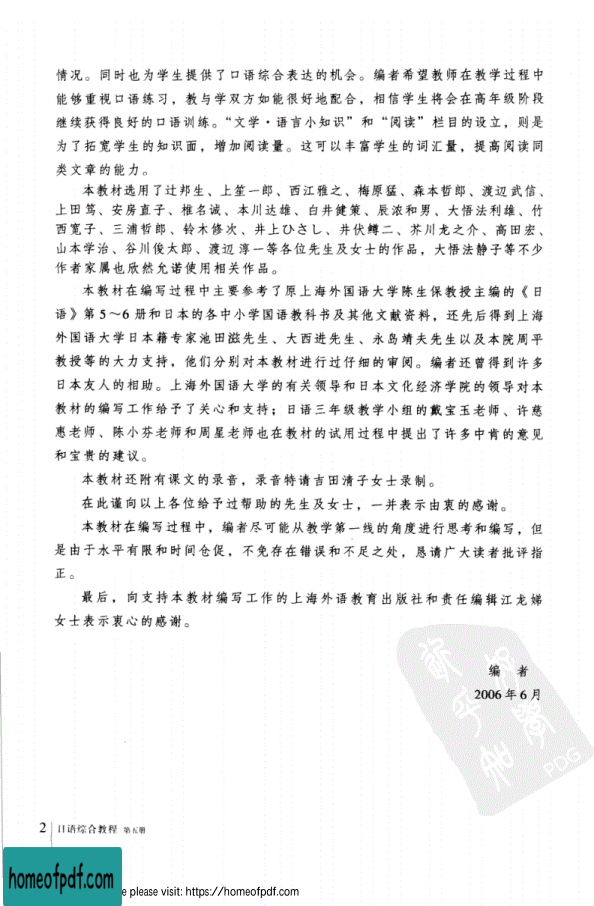 情况。同时也为学生提供了口语综合表达的机会。编者希望教师在教学过程中
能够重视口语练习，教与学双方如能很好地配合，相信学生将会在高年级阶段
继续获得良好的口语训练。“文学·语言小知识”和“阅读”栏目的设立，则是
为了拓宽学生的知识面，增加阅读量。这可以丰富学生的词汇量，提高阅读同
类文章的能力。
本教材选用了辻邦生、上笙一郎、西江雅之、梅原猛、森本哲郎、渡辺武信、
上田篤、安房直子、椎名诚、本川达雄、白井健策、辰浓和男、大悟法利雄、竹
西宽子、三浦哲郎、铃木修次、井上ひさし、井伏鳟二、芥川龙之介、高田宏、
山本学治、谷川俊太郎、渡辺淳一等各位先生及女士的作品，大悟法静子等不少
作者家属也欣然允诺使用相关作品。
本教材在编写过程中主要参考了原上海外国语大学陈生保教授主编的《日
语》第5～6册和日本的各中小学国语教科书及其他文献资料，还先后得到上海
外国语大学日本籍专家池田滋先生、大西进先生、永岛靖夫先生以及本院周平
教授等的大力支持，他们分别对本教材进行过仔细的审阅。编者还曾得到许多
日本友人的相助。上海外国语大学的有关领导和日本文化经济学院的领导对本
教材的编写工作给予了关心和支持；日语三年级教学小组的戴宝玉老师、许慈
惠老师、陈小芬老师和周星老师也在教材的试用过程中提出了许多中肯的意见
和宝贵的建议。
本教材还附有课文的录音，录音特请吉田清子女士录制。
在此谨向以上各位给予过帮助的先生及女士，一并表示由衷的感谢。
本教材在编写过程中，编者尽可能从教学第一线的角度进行思考和编写，但
是由于水平有限和时间仓促，不免存在错误和不足之处，恳请广大读者批评指
正。
最后，向支持本教材编写工作的上海外语教育出版社和责任编辑江龙娣
女士表示衷心的感谢。
编 者
2006年6月
PDG
2 日语综合教程 第五册
homeofpdf.com
e please visit: https://homeofpdf.com